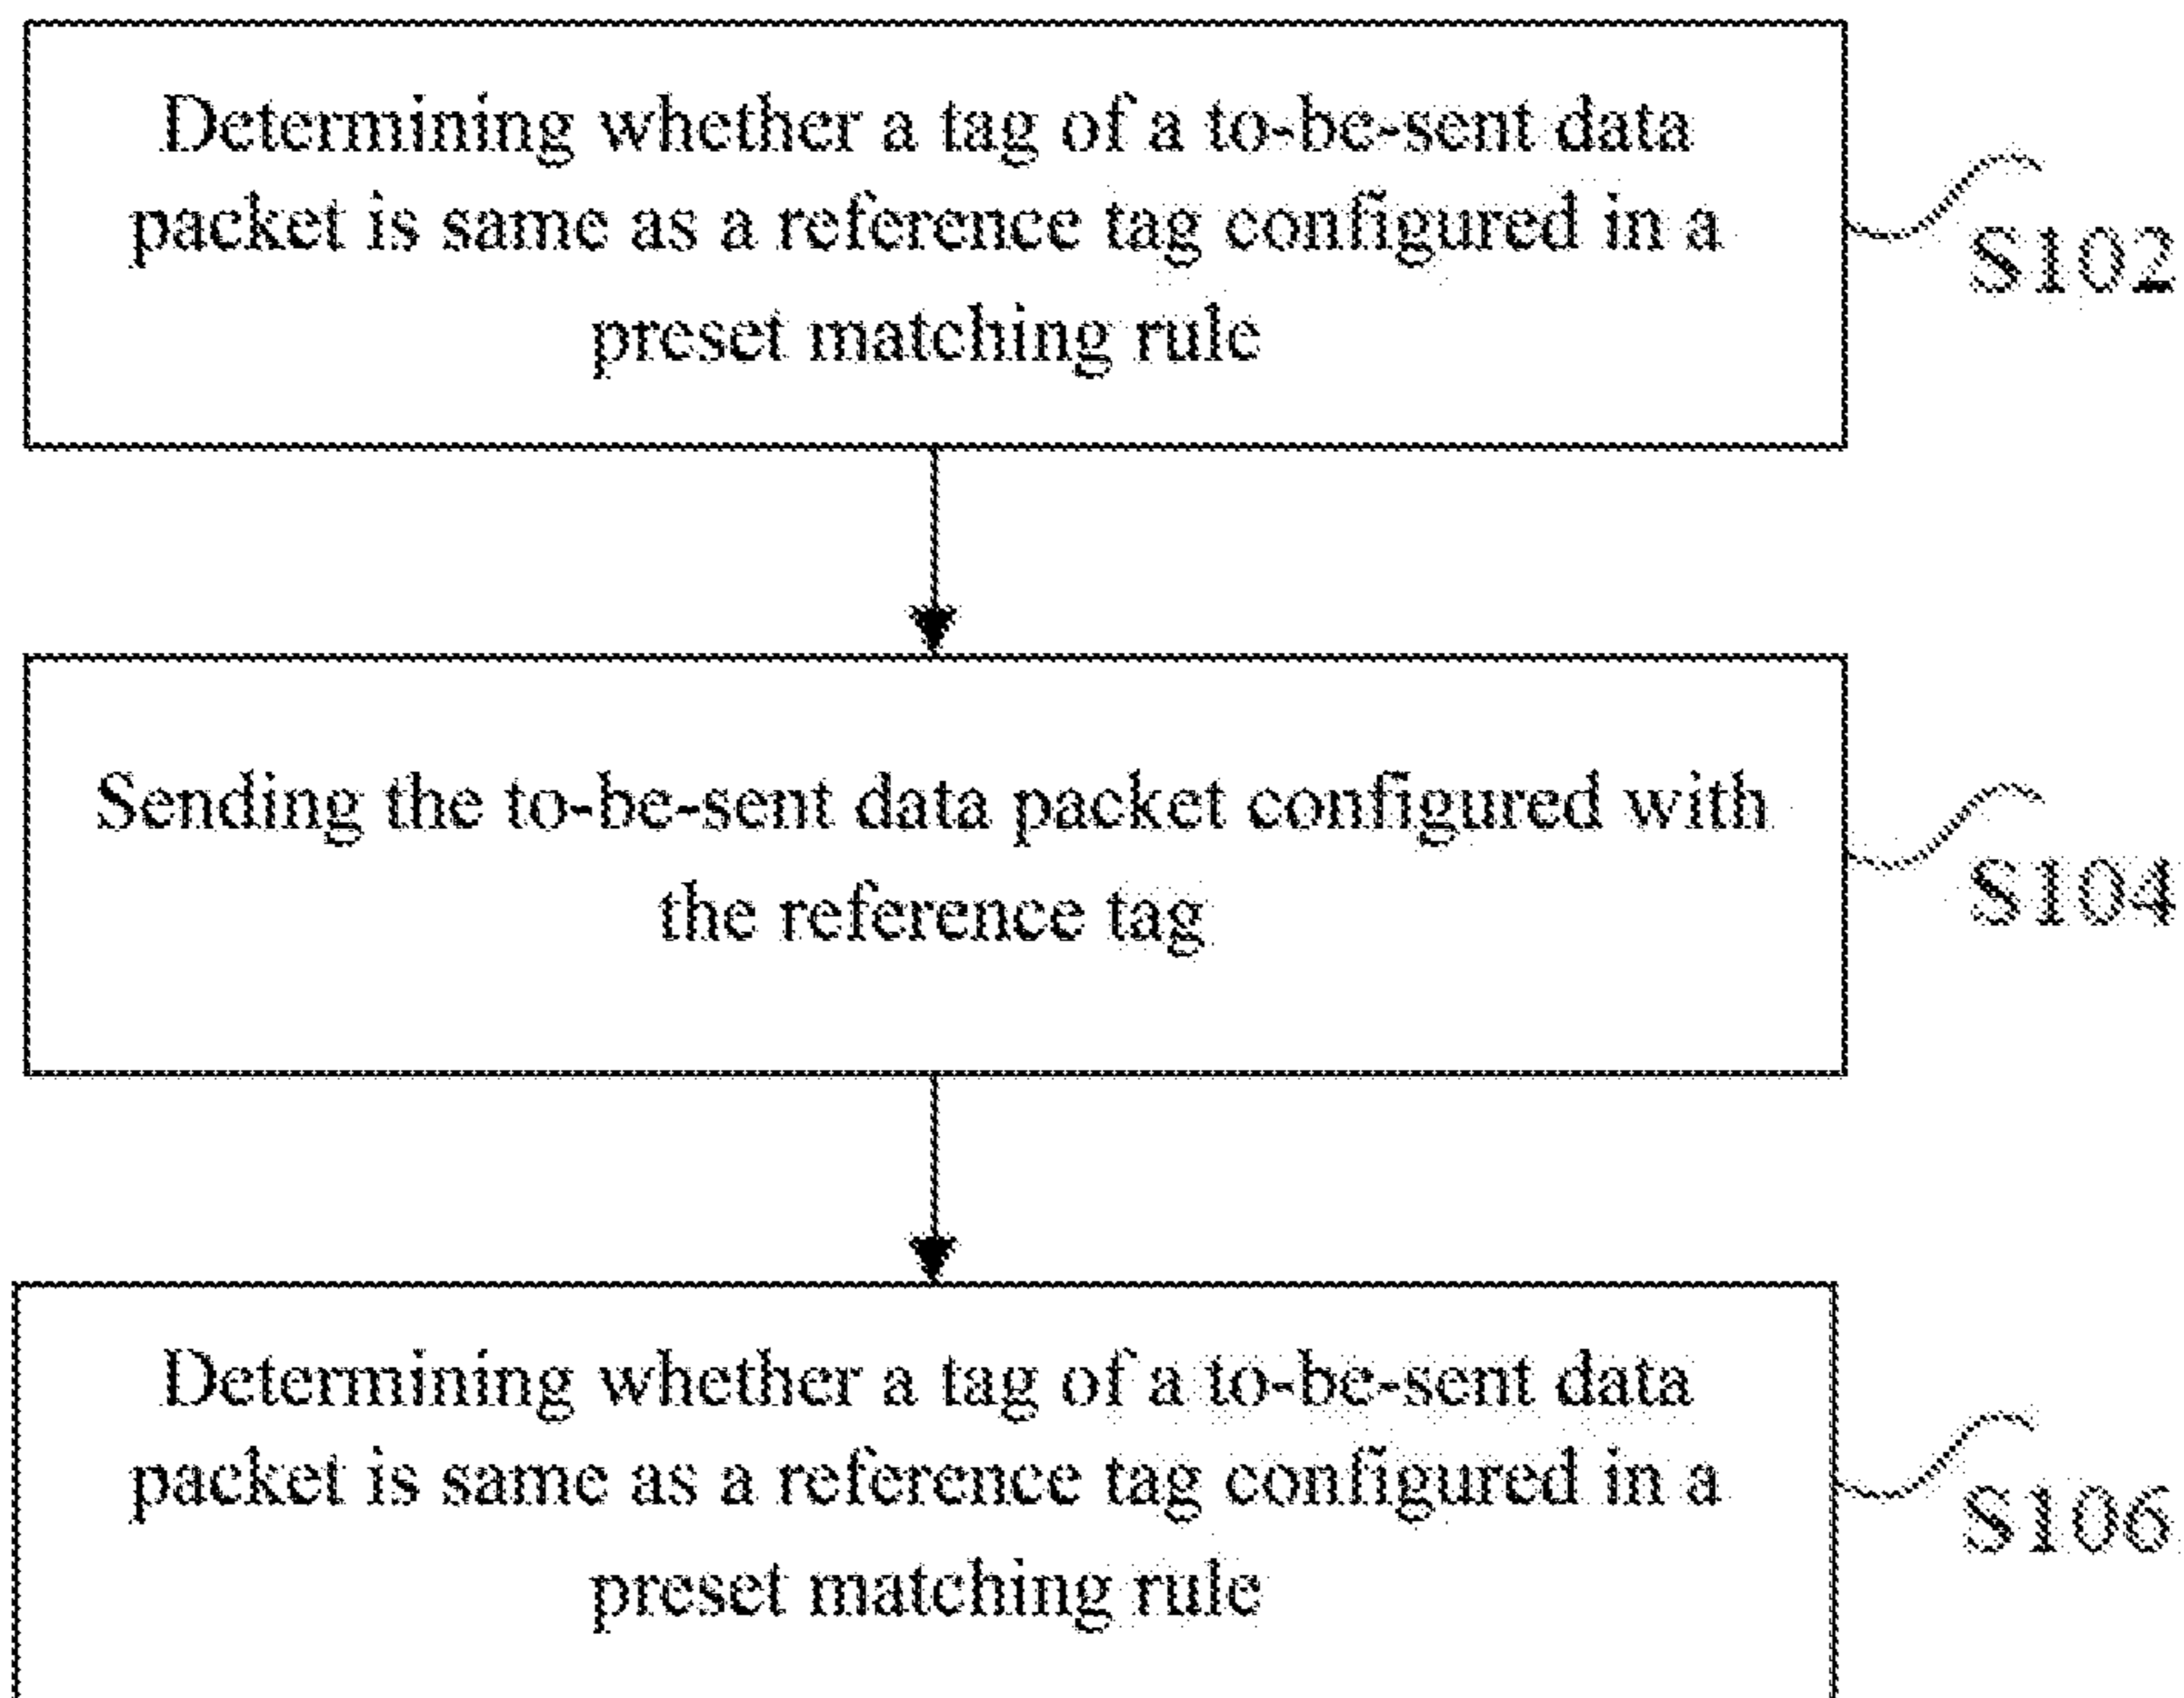 Determining whether a tag of a to-be-sent data
packet is same as a reference tag configured in a
preset matching rule
S102
Sending the to-be-sent data packet configured with
the reference tag
S104
Determining whether a tag of a to-be-sent data
packet is same as a reference tag configured in a
preset matching rule
S106